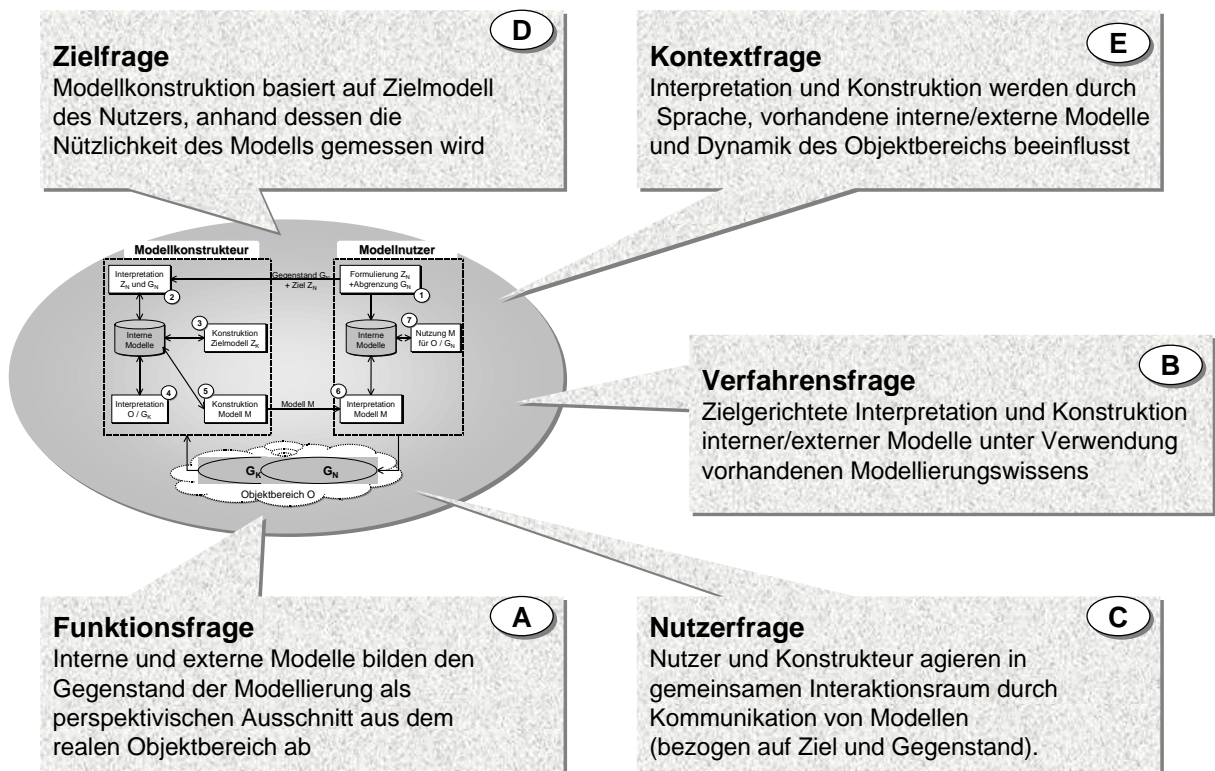 D
Zielfrage
Modellkonstruktion basiert auf Zielmodell
des Nutzers, anhand dessen die
Nützlichkeit des Modells gemessen wird
E
Kontextfrage
Interpretation und Konstruktion werden durch
Sprache, vorhandene interne/externe Modelle
und Dynamik des Objektbereichs beeinflusst
Modellkonstrukteur
Modellnutzer
Interpretation
Z_N und G_N
2
Gegenstand G_N
+ Ziel Z_N
Formulierung Z_N
+Abgrenzung G_N
1
Interne
Modelle
3
Konstruktion
Zielmodell Z_K
Interne
Modelle
7
Nutzung M
für O / G_N
4
Interpretation
O / G_K
5
Konstruktion
Modell M
Modell M
6
Interpretation
Modell M
G_K
G_N
Objektbereich O
B
Verfahrensfrage
Zielgerichtete Interpretation und Konstruktion
interner/externer Modelle unter Verwendung
vorhandenen Modellierungswissens
A
Funktionsfrage
Interne und externe Modelle bilden den
Gegenstand der Modellierung als
perspektivischen Ausschnitt aus dem
realen Objektbereich ab
C
Nutzerfrage
Nutzer und Konstrukteur agieren in
gemeinsamen Interaktionsraum durch
Kommunikation von Modellen
(bezogen auf Ziel und Gegenstand).